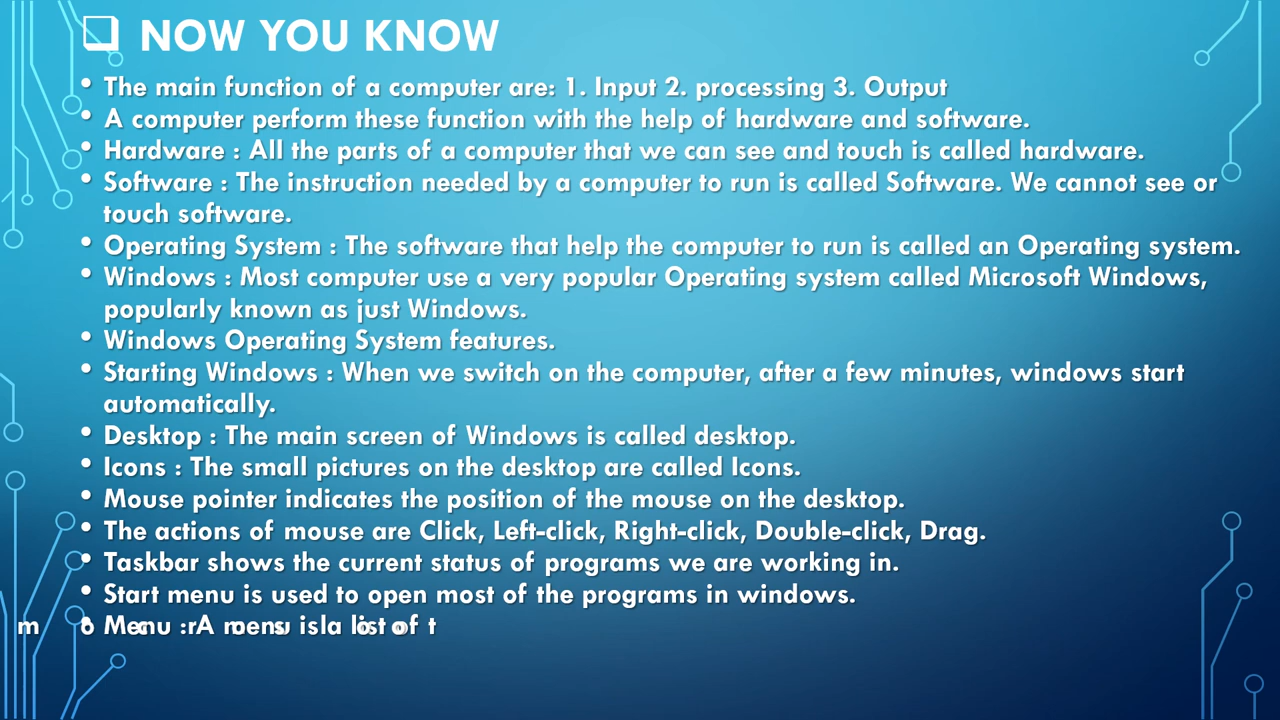 ❑ NOW YOU KNOW
• The main function of a computer are: 1. Input 2. processing 3. Output
• A computer perform these function with the help of hardware and software.
• Hardware : All the parts of a computer that we can see and touch is called hardware.
• Software : The instruction needed by a computer to run is called Software. We cannot see or
touch software.
• Operating System : The software that help the computer to run is called an Operating system.
• Windows : Most computer use a very popular Operating system called Microsoft Windows,
popularly known as just Windows.
• Windows Operating System features.
• Starting Windows : When we switch on the computer, after a few minutes, windows start
automatically.
• Desktop : The main screen of Windows is called desktop.
• Icons : The small pictures on the desktop are called Icons.
• Mouse pointer indicates the position of the mouse on the desktop.
• The actions of mouse are Click, Left-click, Right-click, Double-click, Drag.
• Taskbar shows the current status of programs we are working in.
• Start menu is used to open most of the programs in windows.
• Menu : A menu is a list of